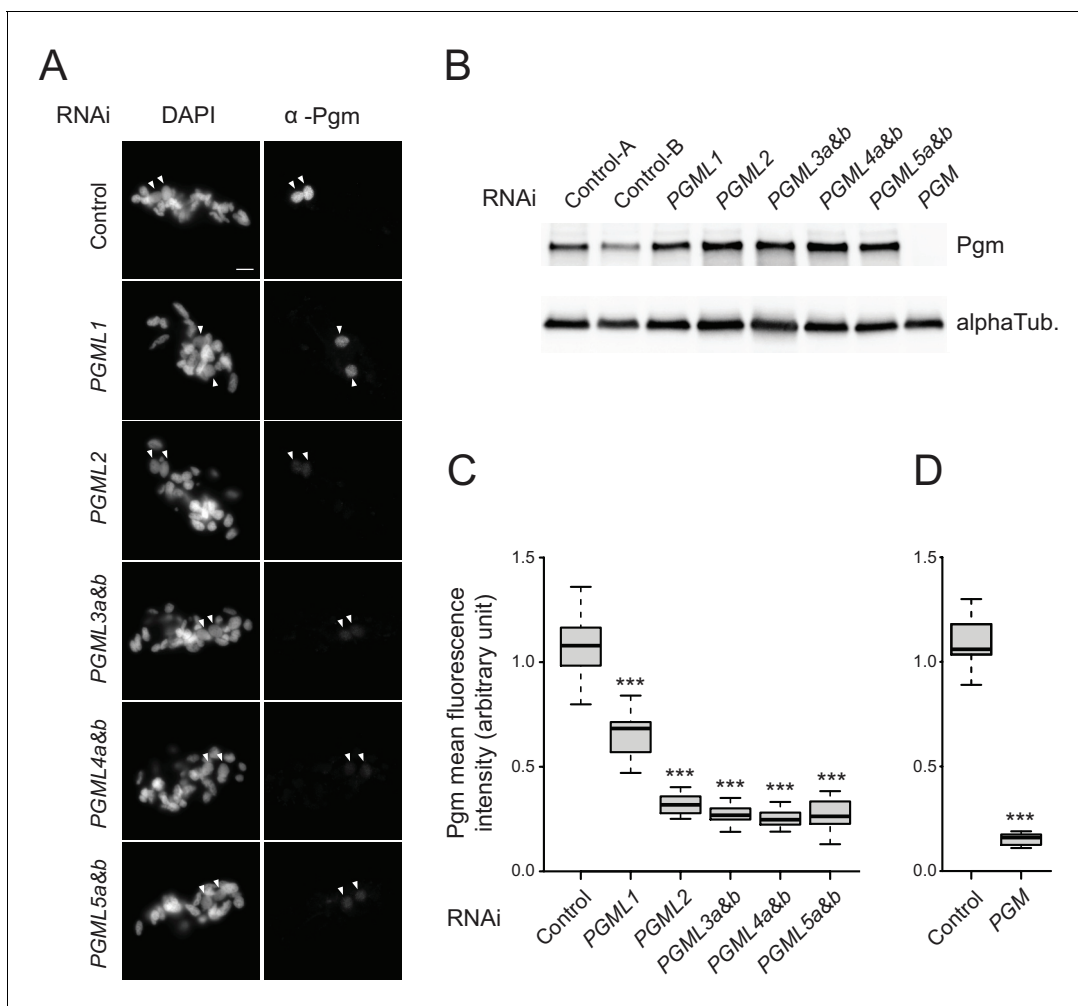 A
RNAi
DAPI
α -Pgm
Control
PGML1
PGML2
PGML3a&b
PGML4a&b
PGML5a&b
B
RNAi
Control-A
Control-B
PGML1
PGML2
PGML3a&b
PGML4a&b
PGML5a&b
PGM
Pgm
alphaTub.
C
Pgm mean fluorescence
intensity (arbitrary unit)
1.5
1.0
0.5
0.0
***
***
***
***
***
RNAi
Control
PGML1
PGML2
PGML3a&b
PGML4a&b
PGML5a&b
D
1.5
1.0
0.5
0.0
***
Control
PGM